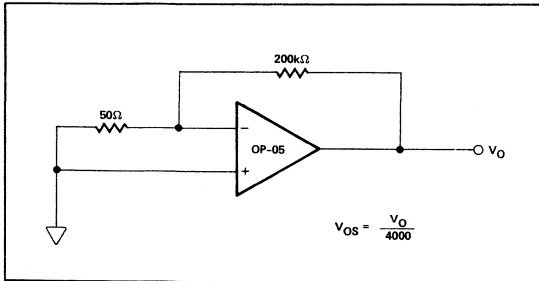 200kΩ
50Ω
−
OP-05
+
VO
VOS = VO
4000